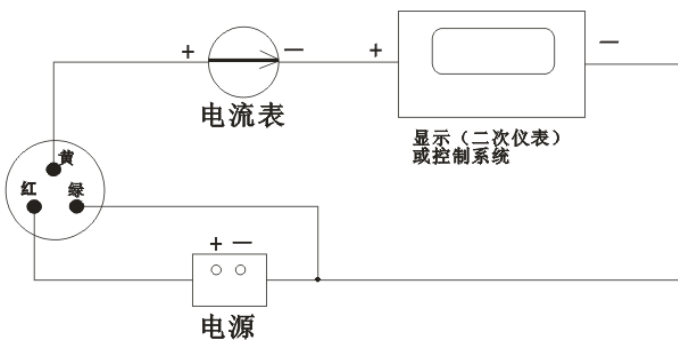 + — + —
电流表
显示（二次仪表）
或控制系统
黄
红 绿
+ —
电源